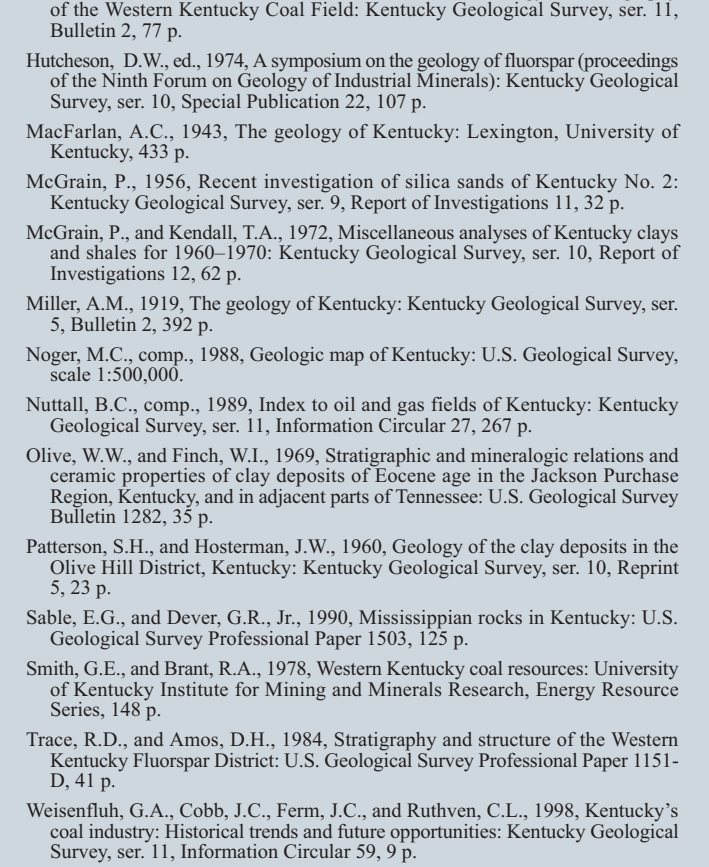 of the Western Kentucky Coal Field: Kentucky Geological Survey, ser. 11,
Bulletin 2, 77 p.
Hutcheson, D.W., ed., 1974, A symposium on the geology of fluorspar (proceedings
of the Ninth Forum on Geology of Industrial Minerals): Kentucky Geological
Survey, ser. 10, Special Publication 22, 107 p.
MacFarlan, A.C., 1943, The geology of Kentucky: Lexington, University of
Kentucky, 433 p.
McGrain, P., 1956, Recent investigation of silica sands of Kentucky No. 2:
Kentucky Geological Survey, ser. 9, Report of Investigations 11, 32 p.
McGrain, P., and Kendall, T.A., 1972, Miscellaneous analyses of Kentucky clays
and shales for 1960–1970: Kentucky Geological Survey, ser. 10, Report of
Investigations 12, 62 p.
Miller, A.M., 1919, The geology of Kentucky: Kentucky Geological Survey, ser.
5, Bulletin 2, 392 p.
Noger, M.C., comp., 1988, Geologic map of Kentucky: U.S. Geological Survey,
scale 1:500,000.
Nuttall, B.C., comp., 1989, Index to oil and gas fields of Kentucky: Kentucky
Geological Survey, ser. 11, Information Circular 27, 267 p.
Olive, W.W., and Finch, W.I., 1969, Stratigraphic and mineralogic relations and
ceramic properties of clay deposits of Eocene age in the Jackson Purchase
Region, Kentucky, and in adjacent parts of Tennessee: U.S. Geological Survey
Bulletin 1282, 35 p.
Patterson, S.H., and Hosterman, J.W., 1960, Geology of the clay deposits in the
Olive Hill District, Kentucky: Kentucky Geological Survey, ser. 10, Reprint
5, 23 p.
Sable, E.G., and Dever, G.R., Jr., 1990, Mississippian rocks in Kentucky: U.S.
Geological Survey Professional Paper 1503, 125 p.
Smith, G.E., and Brant, R.A., 1978, Western Kentucky coal resources: University
of Kentucky Institute for Mining and Minerals Research, Energy Resource
Series, 148 p.
Trace, R.D., and Amos, D.H., 1984, Stratigraphy and structure of the Western
Kentucky Fluorspar District: U.S. Geological Survey Professional Paper 1151-
D, 41 p.
Weisenfluh, G.A., Cobb, J.C., Ferm, J.C., and Ruthven, C.L., 1998, Kentucky's
coal industry: Historical trends and future opportunities: Kentucky Geological
Survey, ser. 11, Information Circular 59, 9 p.